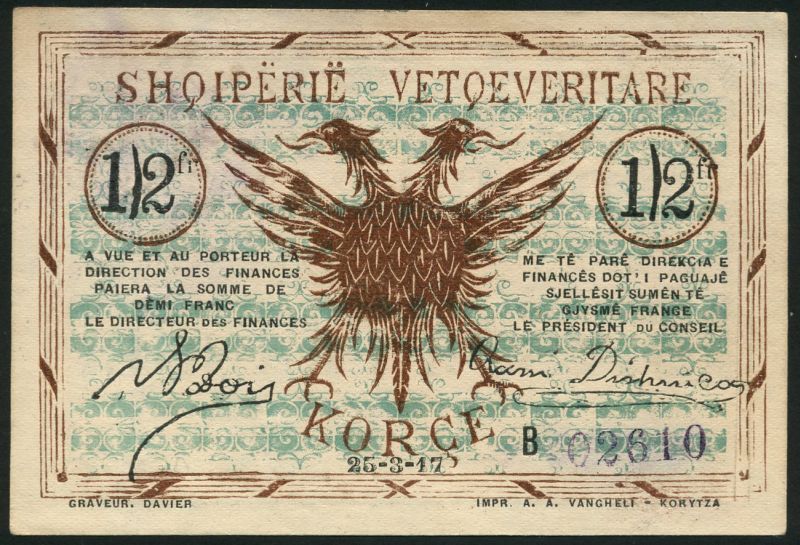 SHQIPËRIË VETQEVERITARE
1/2 fr
1/2 fr
A VUE ET AU PORTEUR LA
DIRECTION DES FINANCES
PAIERA LA SOMME DE
DEMI FRANC
LE DIRECTEUR DES FINANCES
ME TË PARË DIREKCIA E
FINANCËS DOT' I PAGUAJË
SJELLËSIT SUMËN TË
GJYSMË FRANGE
LE PRÉSIDENT DU CONSEIL
KORÇE
25-3-17
B 02610
GRAVEUR. DAVIER
IMPR. A. A. VANGHELI - KORYTZA